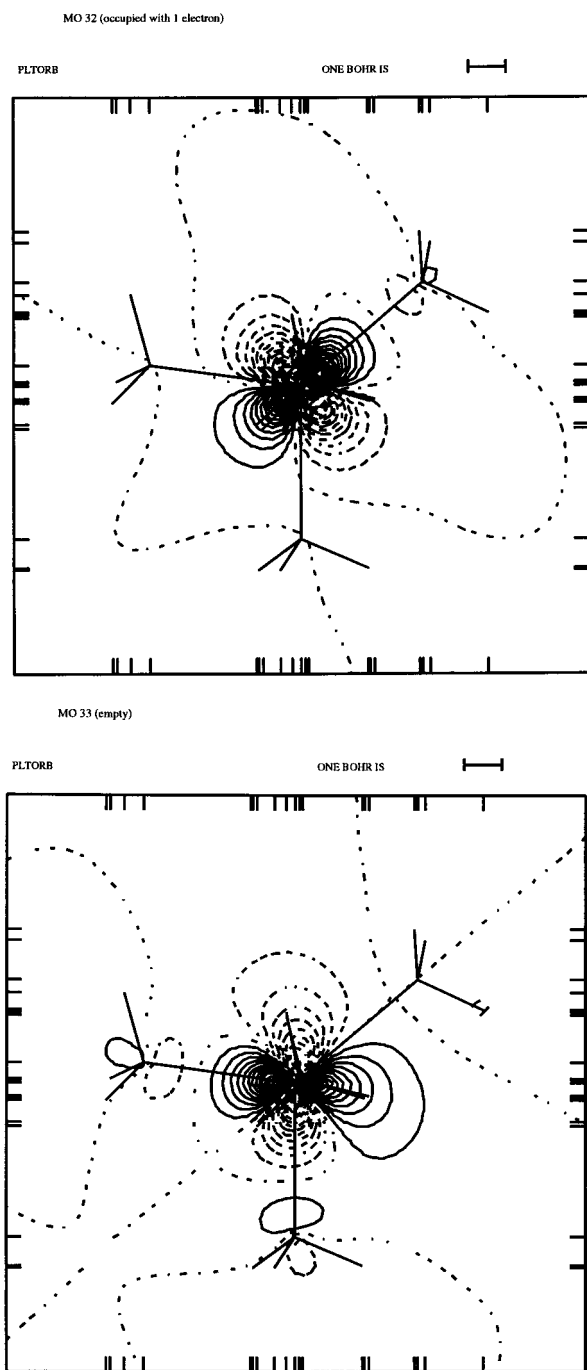 MO 32 (occupied with 1 electron)
PLTORB ONE BOHR IS
MO 33 (empty)
PLTORB ONE BOHR IS